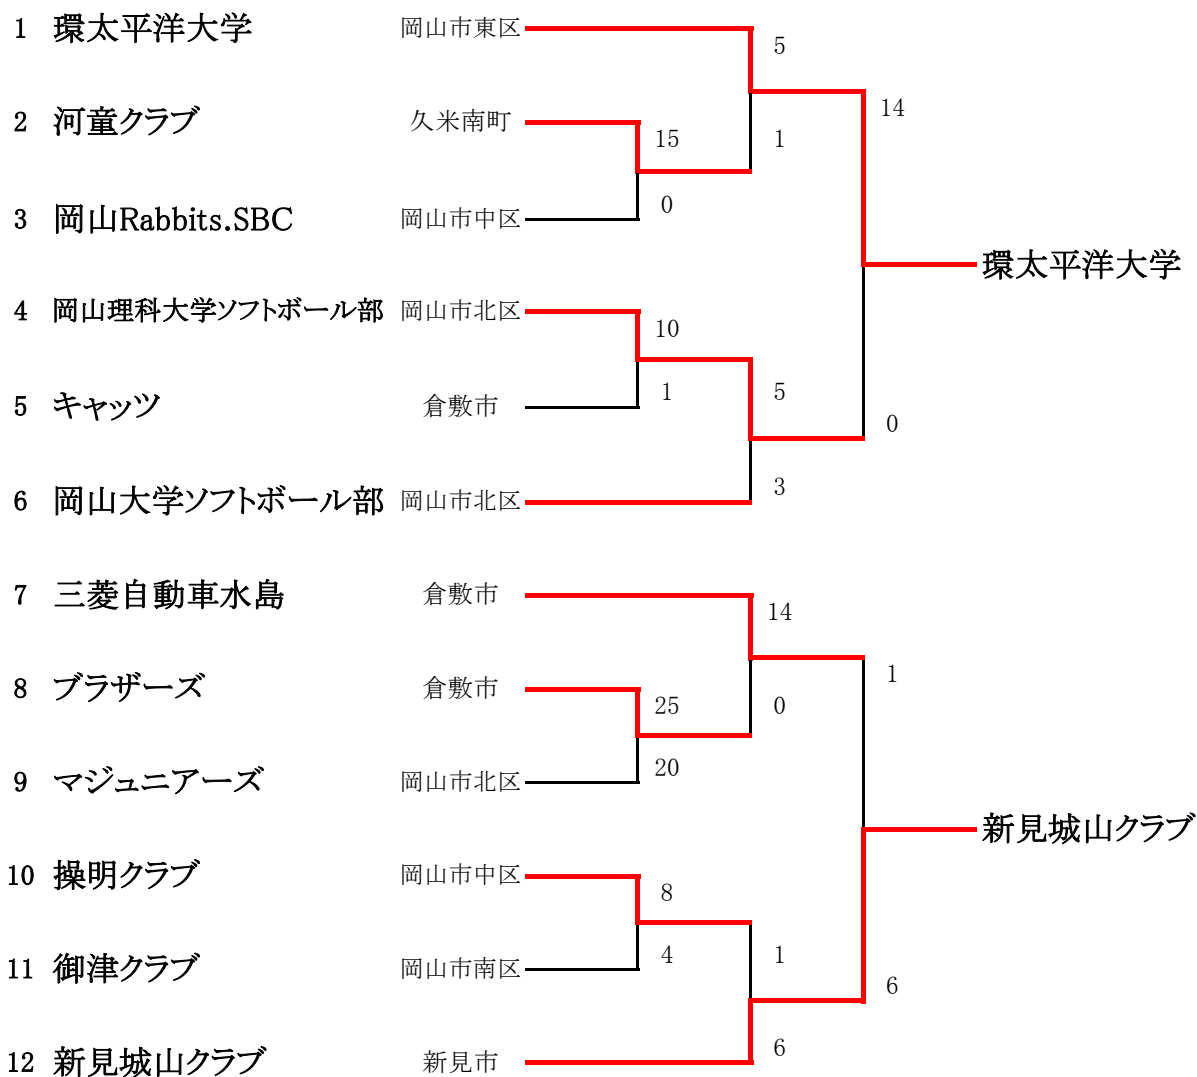 1 環太平洋大学 岡山市東区
5
14
2 河童クラブ 久米南町
15
1
0
3 岡山Rabbits.SBC 岡山市中区
環太平洋大学
4 岡山理科大学ソフトボール部 岡山市北区
10
1
5
5 キャッツ 倉敷市
0
3
6 岡山大学ソフトボール部 岡山市北区
7 三菱自動車水島 倉敷市
14
1
8 ブラザーズ 倉敷市
25
0
20
9 マジュニアーズ 岡山市北区
新見城山クラブ
10 操明クラブ 岡山市中区
8
4
1
11 御津クラブ 岡山市南区
6
6
12 新見城山クラブ 新見市